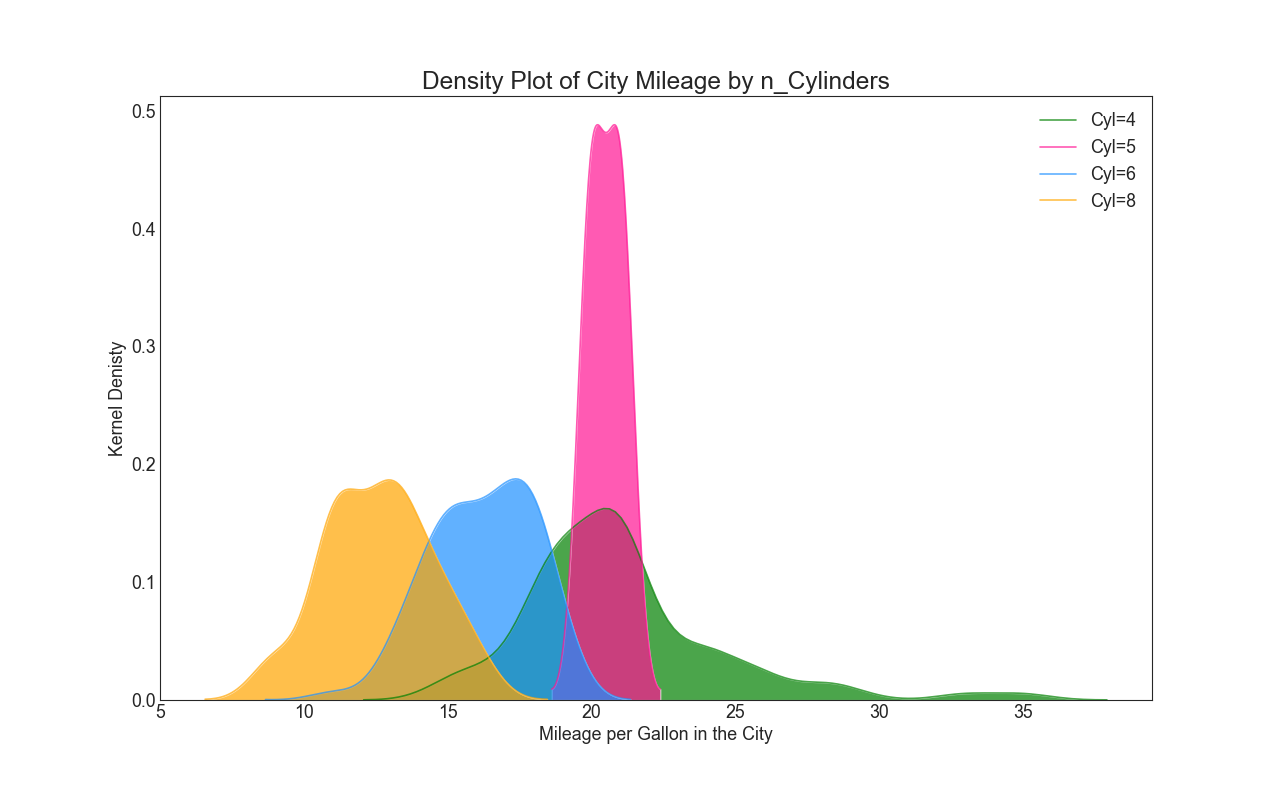 Density Plot of City Mileage by n_Cylinders
0.5
0.4
0.3
0.2
0.1
0.0
Kernel Denisty
Cyl=4
Cyl=5
Cyl=6
Cyl=8
5 10 15 20 25 30 35
Mileage per Gallon in the City